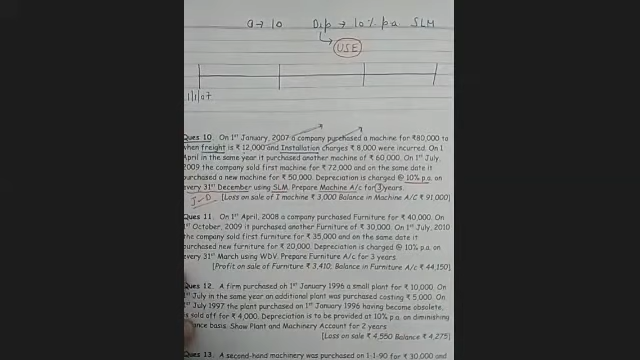 Q → 10 Dep → 10% p.a. SLM
USE
1/1/07
Ques 10. On 1st January, 2007 a company purchased a machine for ₹80,000 to
when freight is ₹ 12,000 and Installation charges ₹ 8,000 were incurred. On 1
April in the same year it purchased another machine of ₹ 60,000. On 1st July,
2009 the company sold first machine for ₹ 72,000 and on the same date it
purchased a new machine for ₹ 50,000. Depreciation is charged @ 10% p.a. on
every 31st December using SLM. Prepare Machine A/c for 3 years.
J-D [Loss on sale of I machine ₹ 3,000 Balance in Machine A/C ₹ 91,000]
Ques 11. On 1st April, 2008 a company purchased Furniture for ₹ 40,000. On
1st October, 2009 it purchased another Furniture of ₹ 30,000. On 1st July, 2010
the company sold first furniture for ₹ 35,000 and on the same date it
purchased new furniture for ₹ 20,000. Depreciation is charged @ 10% p.a. on
every 31st March using WDV. Prepare Furniture A/c for 3 years.
[Profit on sale of Furniture ₹ 3,410; Balance in Furniture A/C ₹ 44,150]
Ques 12. A firm purchased on 1st January 1996 a small plant for ₹ 10,000. On
1st July in the same year an additional plant was purchased costing ₹ 5,000. On
1st July 1997 the plant purchased on 1st January 1996 having become obsolete,
is sold off for ₹ 4,000. Depreciation is to be provided at 10% p.a. on diminishing
balance basis. Show Plant and Machinery Account for 2 years
[Loss on sale ₹ 4,550 Balance ₹ 4,275]
Ques 13. A second-hand machinery was purchased on 1-1-90 for ₹ 30,000 and